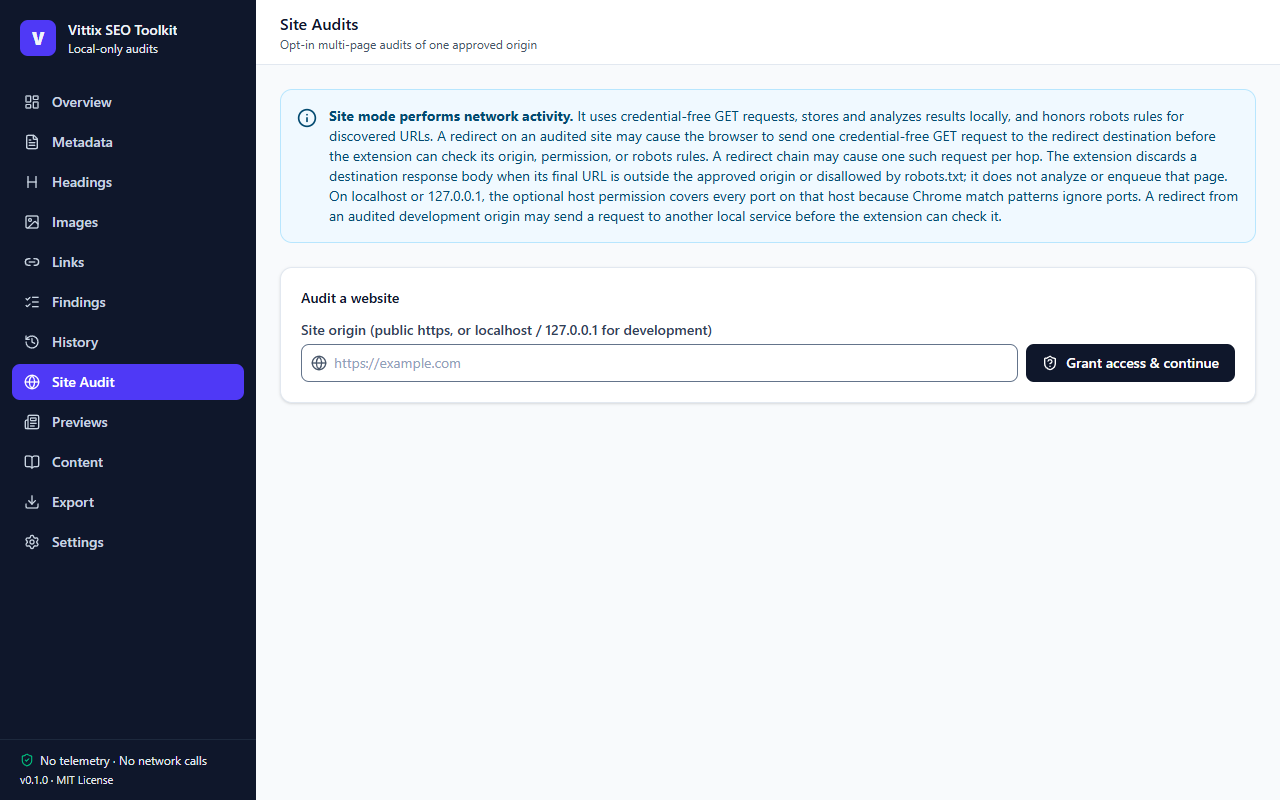 V
Vittix SEO Toolkit
Local-only audits
Overview
Metadata
Headings
Images
Links
Findings
History
Site Audit
Previews
Content
Export
Settings
No telemetry · No network calls
v0.1.0 · MIT License
Site Audits
Opt-in multi-page audits of one approved origin
Site mode performs network activity. It uses credential-free GET requests, stores and analyzes results locally, and honors robots rules for
discovered URLs. A redirect on an audited site may cause the browser to send one credential-free GET request to the redirect destination before
the extension can check its origin, permission, or robots rules. A redirect chain may cause one such request per hop. The extension discards a
destination response body when its final URL is outside the approved origin or disallowed by robots.txt; it does not analyze or enqueue that page.
On localhost or 127.0.0.1, the optional host permission covers every port on that host because Chrome match patterns ignore ports. A redirect from
an audited development origin may send a request to another local service before the extension can check it.
Audit a website
Site origin (public https, or localhost / 127.0.0.1 for development)
https://example.com
Grant access & continue